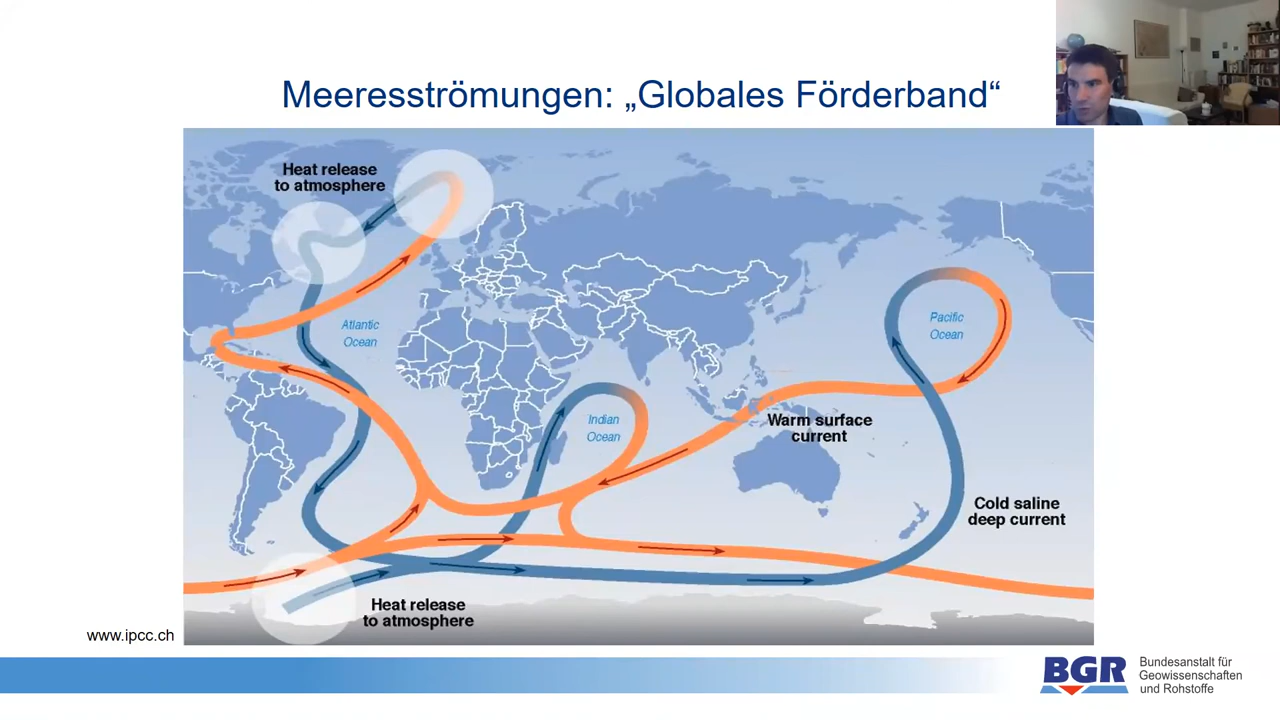 Meeresströmungen: „Globales Förderband“
Heat release
to atmosphere
Atlantic
Ocean
Pacific
Ocean
Indian
Ocean
Warm surface
current
Cold saline
deep current
Heat release
to atmosphere
www.ipcc.ch
BGR
Bundesanstalt für
Geowissenschaften
und Rohstoffe